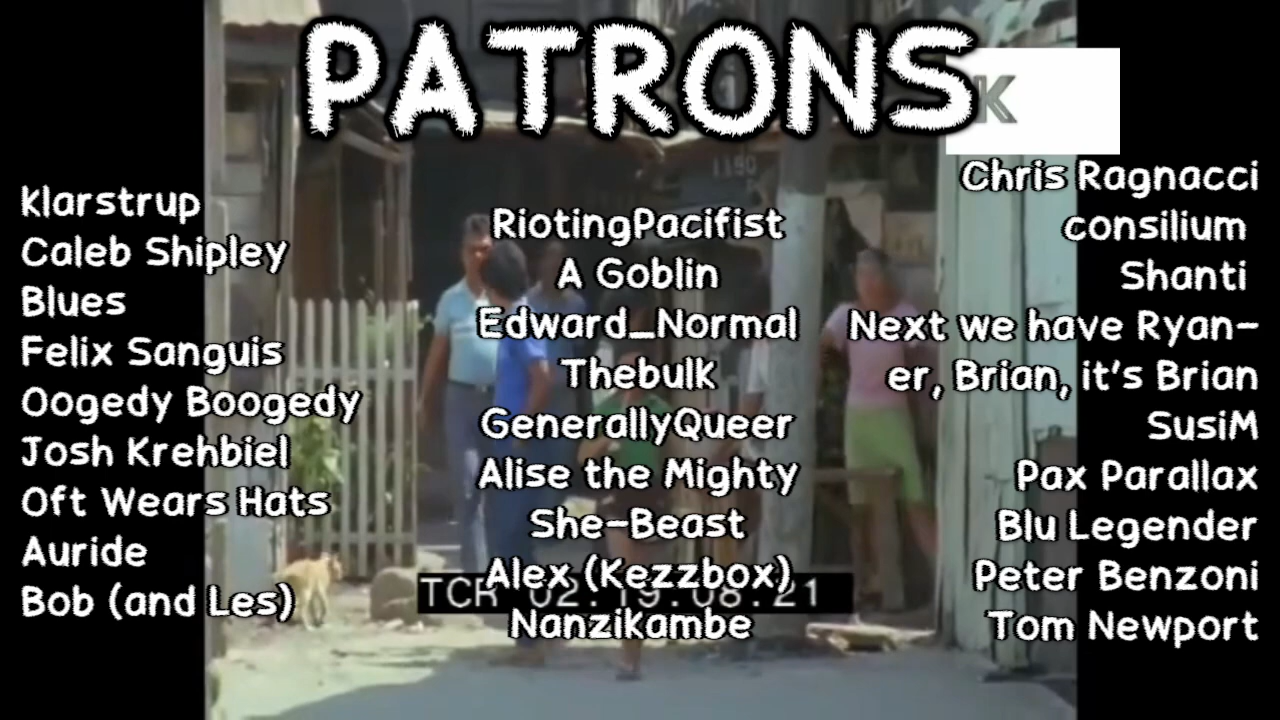 PATRONS
K
1180
Klarstrup
Caleb Shipley
Blues
Felix Sanguis
Oogedy Boogedy
Josh Krehbiel
Oft Wears Hats
Auride
Bob (and Les)
RiotingPacifist
A Goblin
Edward_Normal
Thebulk
GenerallyQueer
Alise the Mighty
She-Beast
Alex (Kezzbox)
TCR 02:19:08:21
Nanzikambe
Chris Ragnacci
consilium
Shanti
Next we have Ryan-
er, Brian, it's Brian
SusiM
Pax Parallax
Blu Legender
Peter Benzoni
Tom Newport